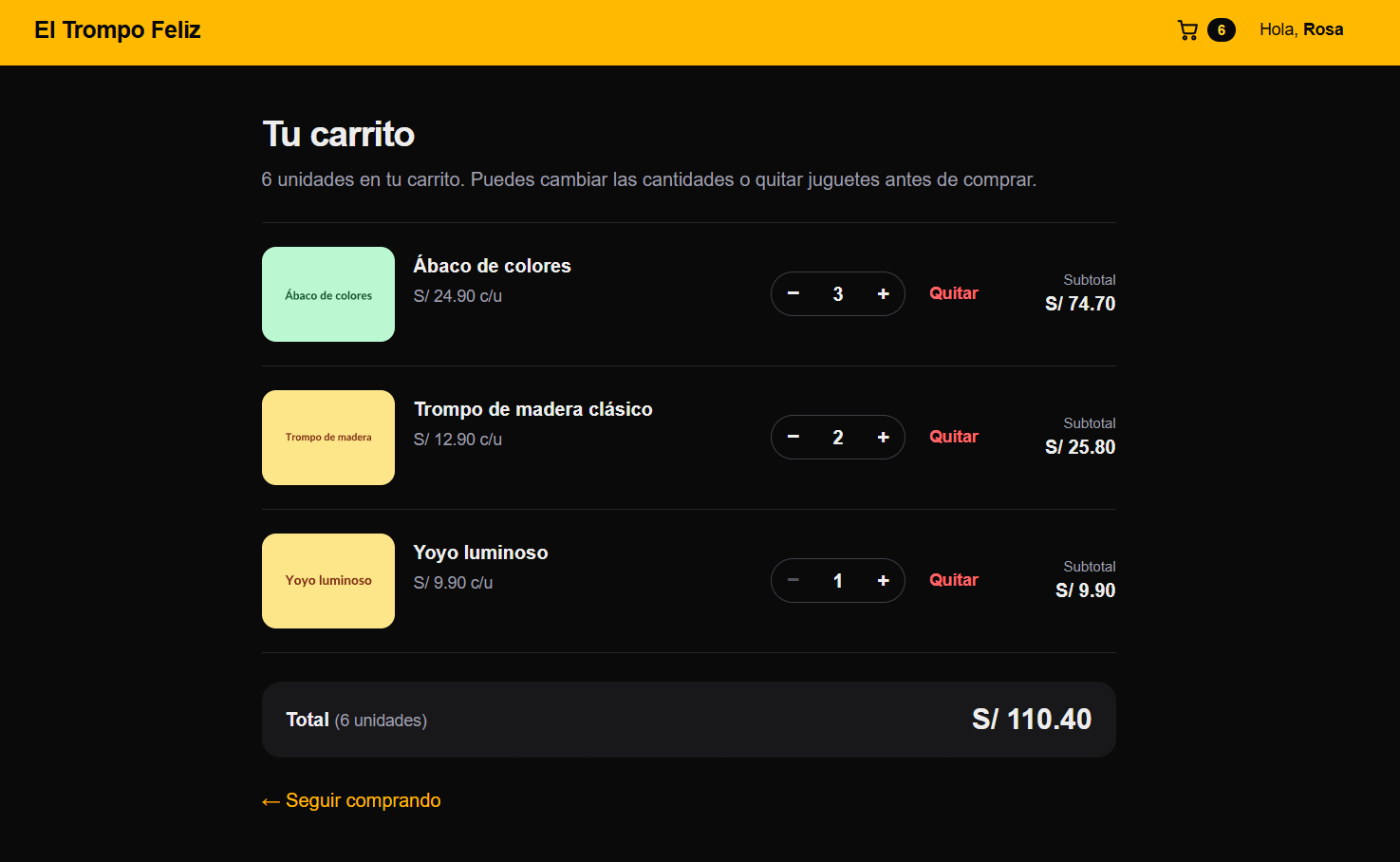 El Trompo Feliz
6
Hola, Rosa
Tu carrito
6 unidades en tu carrito. Puedes cambiar las cantidades o quitar juguetes antes de comprar.
Ábaco de colores
Ábaco de colores
S/ 24.90 c/u
− 3 +
Quitar
Subtotal
S/ 74.70
Trompo de madera
Trompo de madera clásico
S/ 12.90 c/u
− 2 +
Quitar
Subtotal
S/ 25.80
Yoyo luminoso
Yoyo luminoso
S/ 9.90 c/u
− 1 +
Quitar
Subtotal
S/ 9.90
Total (6 unidades)
S/ 110.40
← Seguir comprando